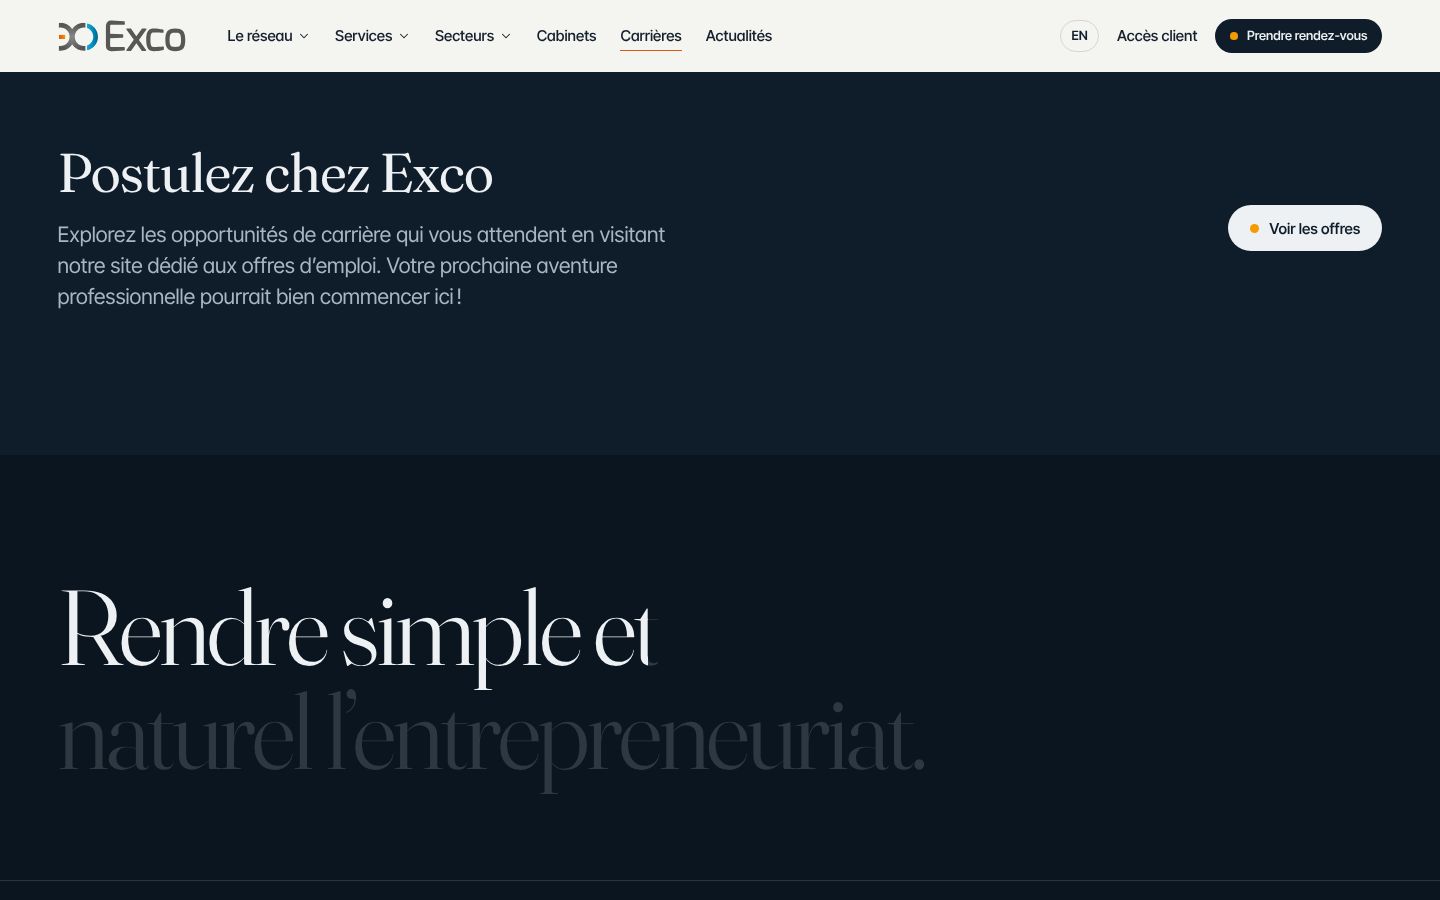 Exco
Le réseau
Services
Secteurs
Cabinets
Carrières
Actualités
EN
Accès client
Prendre rendez-vous
Postulez chez Exco
Explorez les opportunités de carrière qui vous attendent en visitant
notre site dédié aux offres d’emploi. Votre prochaine aventure
professionnelle pourrait bien commencer ici !
Voir les offres
Rendre simple et
naturel l’entrepreneuriat.